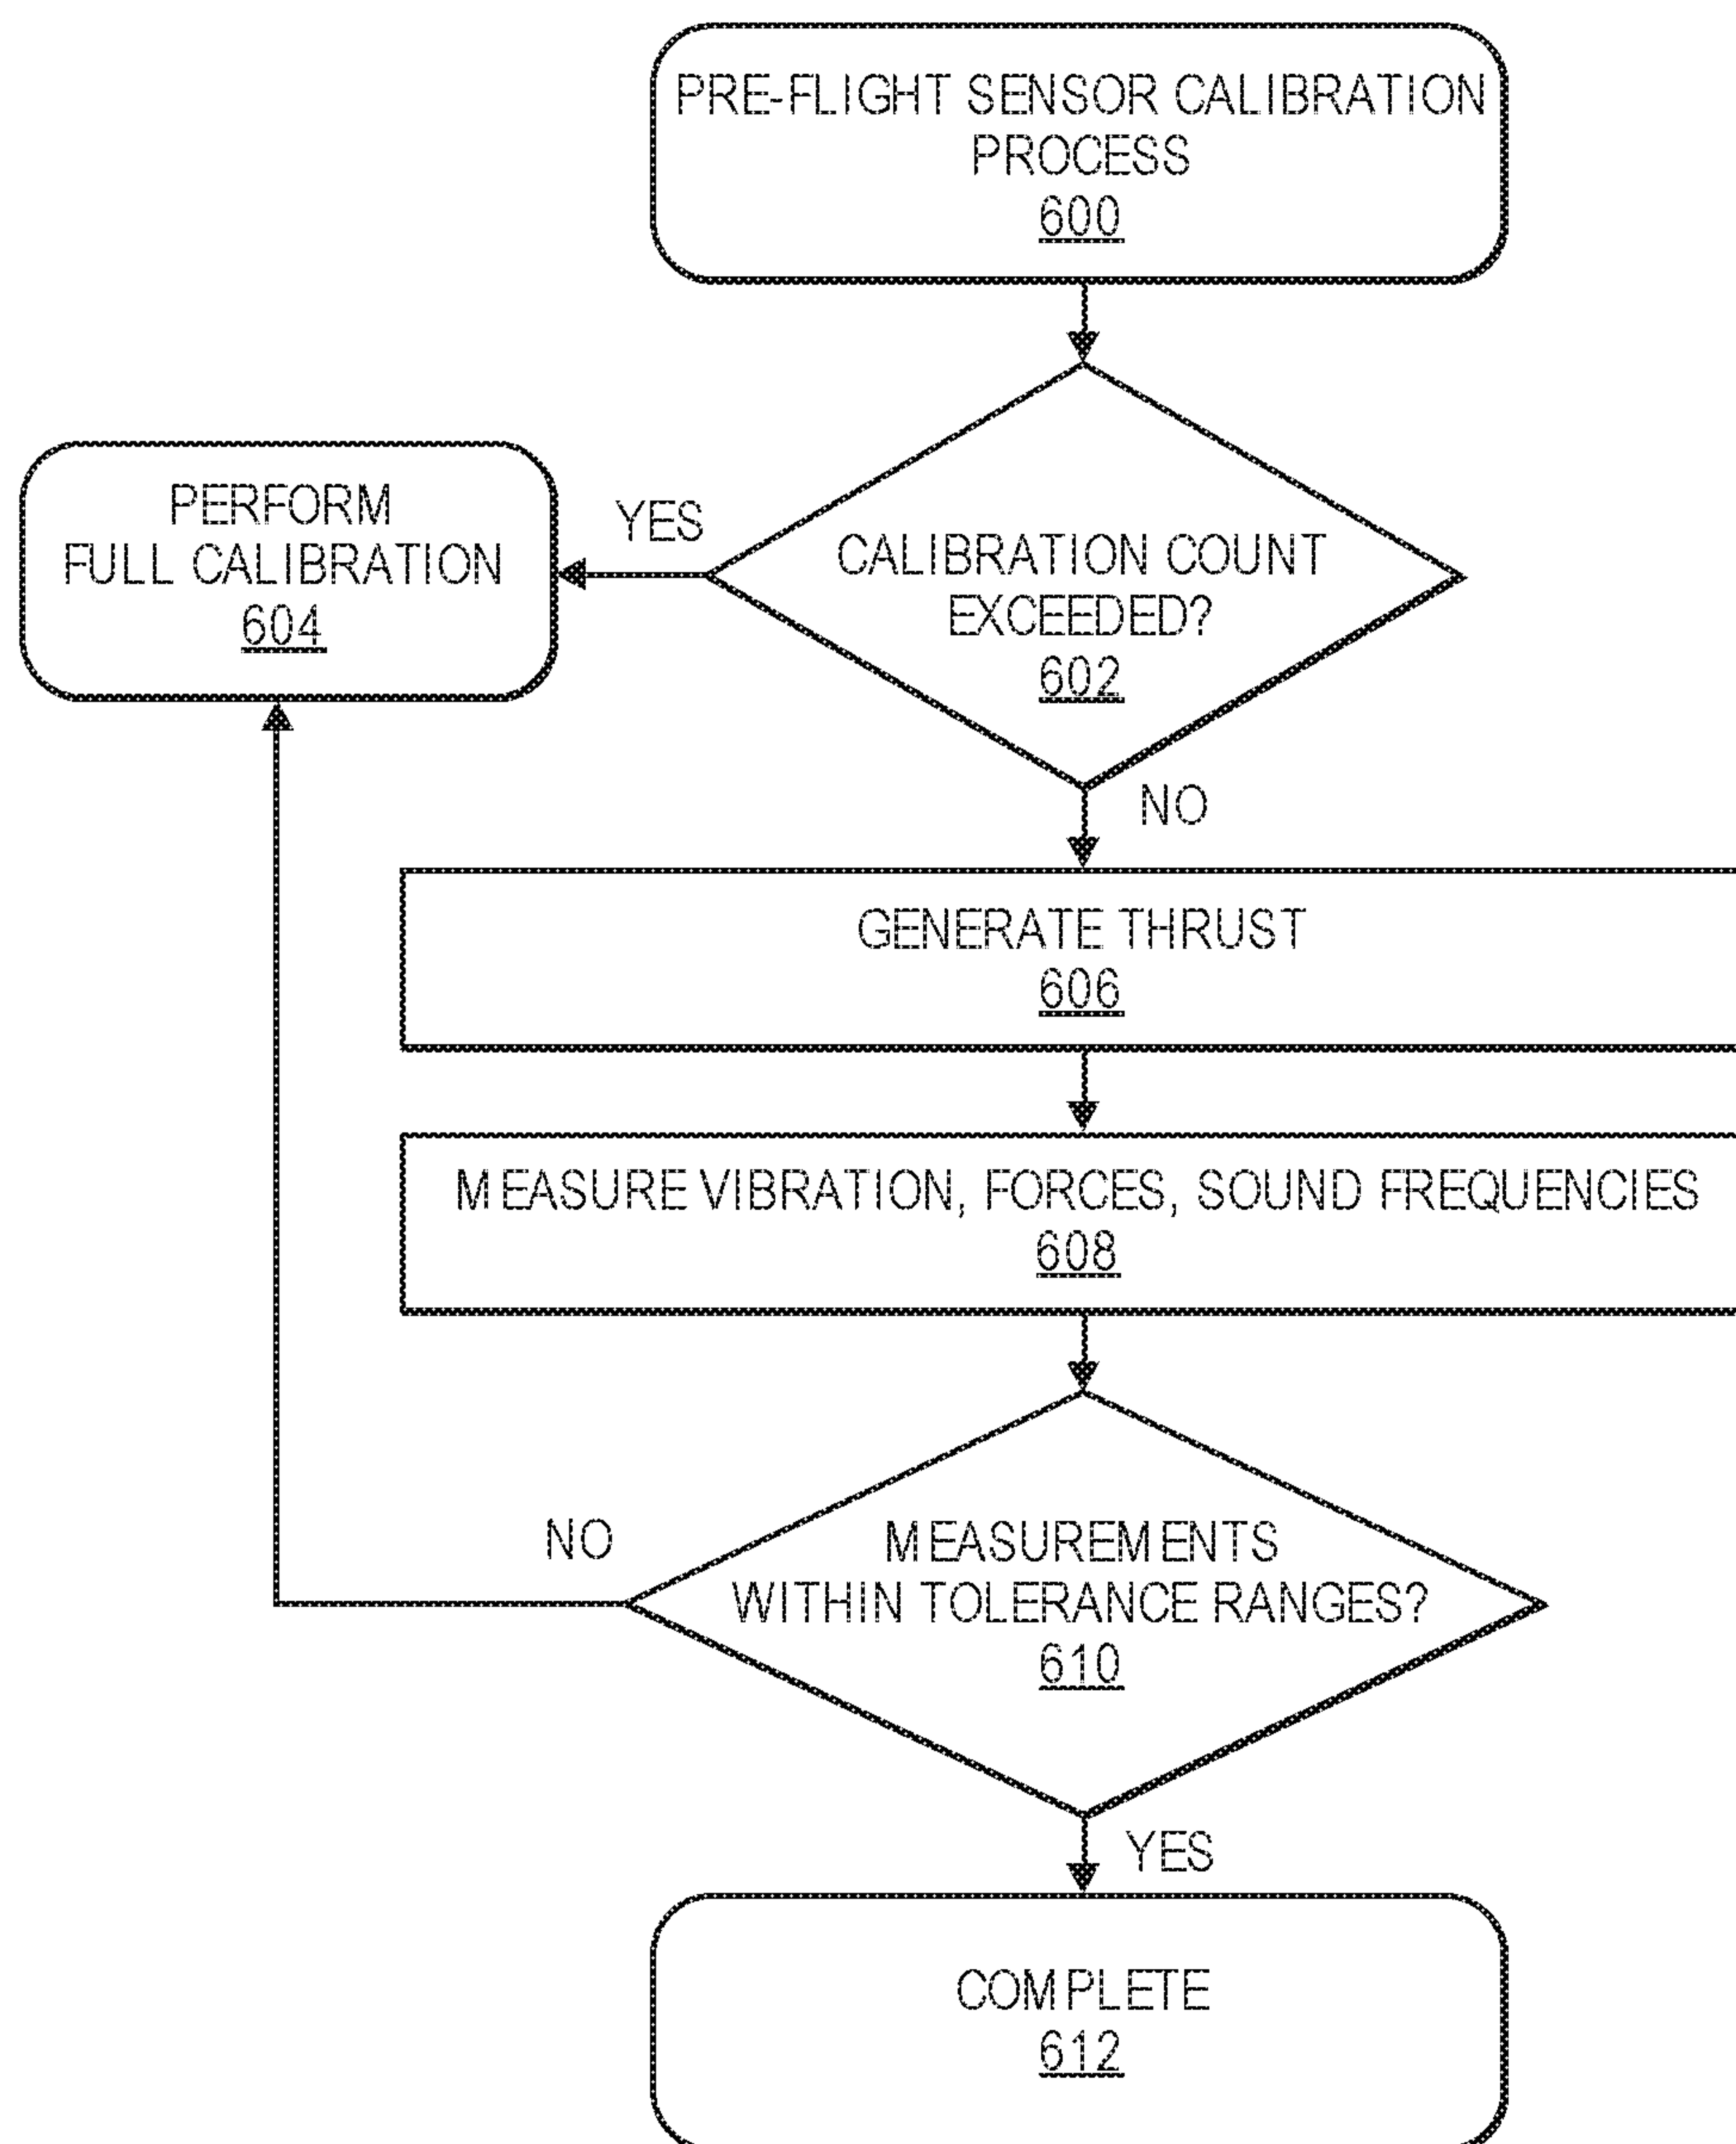 PRE-FLIGHT SENSOR CALIBRATION
PROCESS
600
CALIBRATION COUNT
EXCEEDED?
602
YES
PERFORM
FULL CALIBRATION
604
NO
GENERATE THRUST
606
MEASURE VIBRATION, FORCES, SOUND FREQUENCIES
608
MEASUREMENTS
WITHIN TOLERANCE RANGES?
610
NO
YES
COMPLETE
612